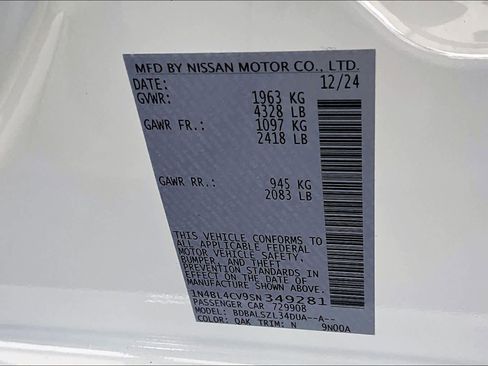 MFD BY NISSAN MOTOR CO., LTD.
DATE: 12/24
GVWR: 1963 KG
4328 LB
GAWR FR.: 1097 KG
2418 LB
GAWR RR.: 945 KG
2083 LB
THIS VEHICLE CONFORMS TO
ALL APPLICABLE FEDERAL
MOTOR VEHICLE SAFETY,
BUMPER, AND THEFT
PREVENTION STANDARDS IN
EFFECT ON THE DATE OF
MANUFACTURE SHOWN ABOVE.
1N4BL4CV9SN349281
PASSENGER CAR 729908
MODEL: BDBALSZL34DUA--A--
COLOR: QAK TRIM: N 9N00A